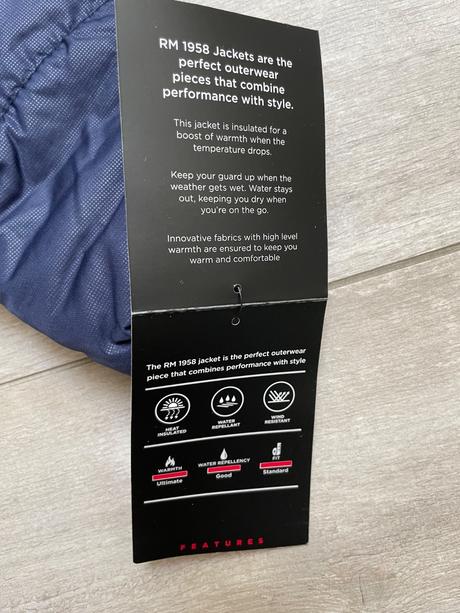 RM 1958 Jackets are the
perfect outerwear
pieces that combine
performance with style.
This jacket is insulated for a
boost of warmth when the
temperature drops.
Keep your guard up when the
weather gets wet. Water stays
out, keeping you dry when
you're on the go.
Innovative fabrics with high level
warmth are ensured to keep you
warm and comfortable
The RM 1958 jacket is the perfect outerwear
piece that combines performance with style
HEAT
INSULATED
WATER
REPELLANT
WIND
RESISTANT
WARMTH
Ultimate
WATER REPELLENCY
Good
FIT
Standard
FEATURES